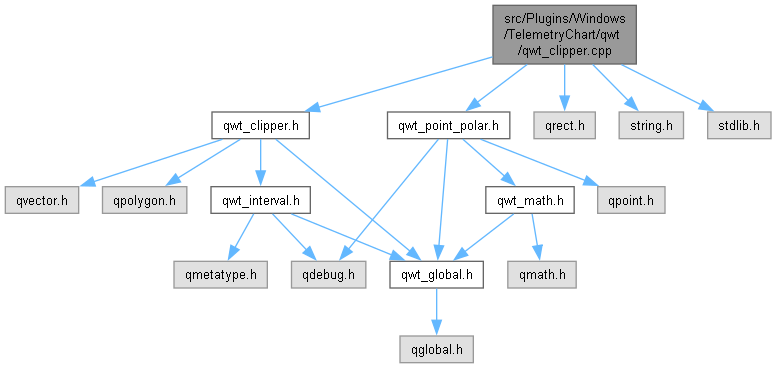 src/Plugins/Windows
/TelemetryChart/qwt
/qwt_clipper.cpp
qwt_clipper.h
qwt_point_polar.h
qrect.h
string.h
stdlib.h
qvector.h
qpolygon.h
qwt_interval.h
qwt_math.h
qpoint.h
qmetatype.h
qdebug.h
qwt_global.h
qmath.h
qglobal.h